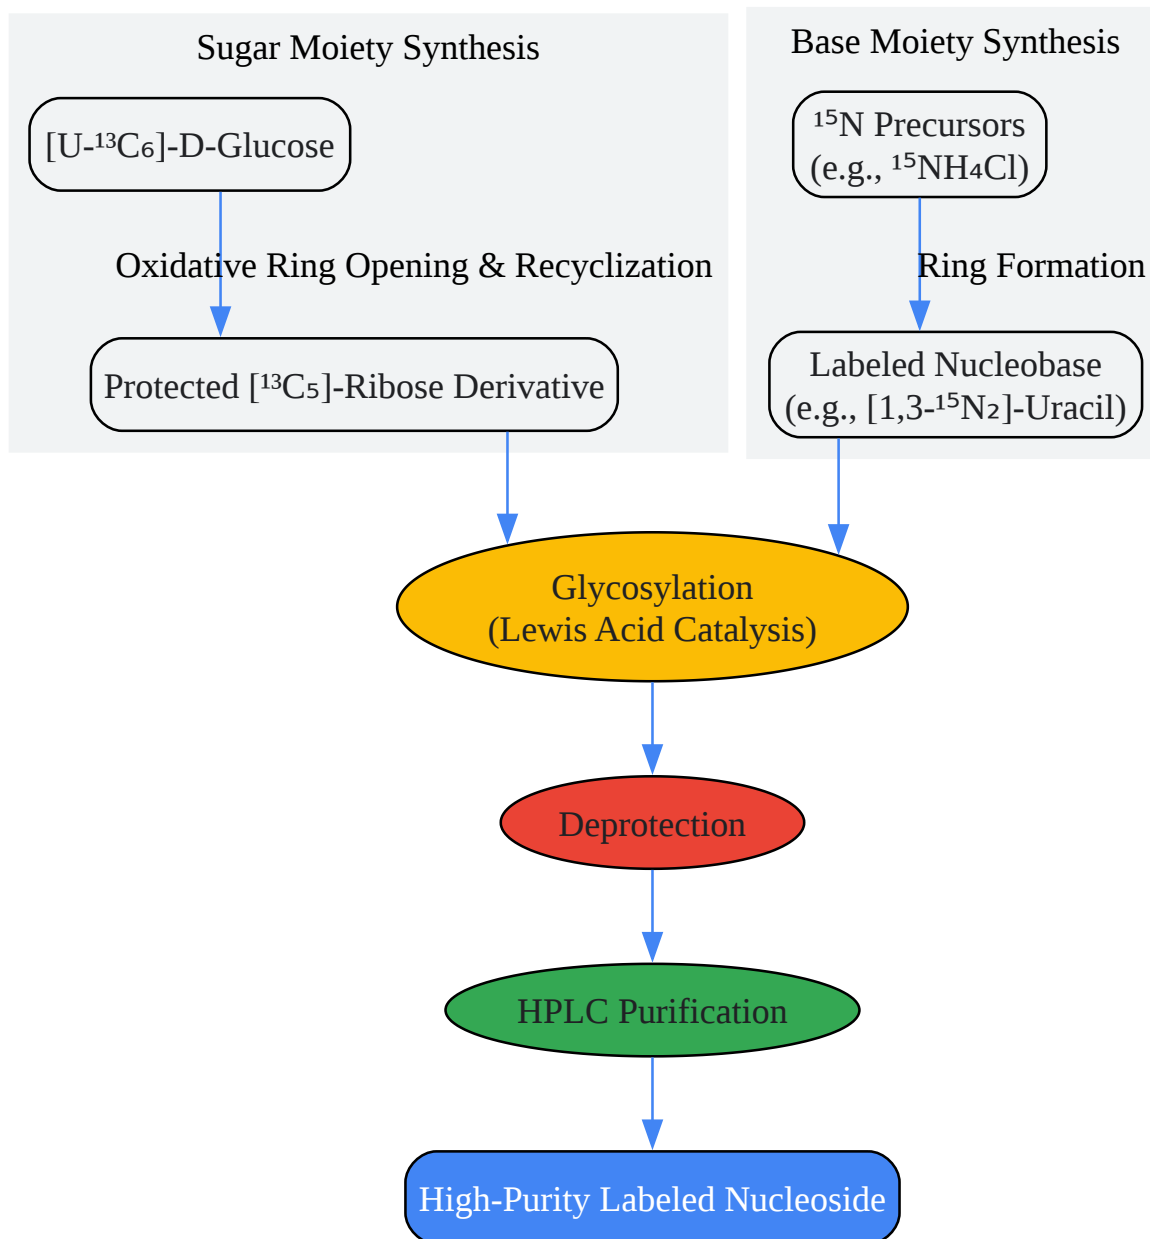 Sugar Moiety Synthesis
[U-¹³C₆]-D-Glucose
Oxidative Ring Opening & Recyclization
Protected [¹³C₅]-Ribose Derivative
Base Moiety Synthesis
¹⁵N Precursors
(e.g., ¹⁵NH₄Cl)
Ring Formation
Labeled Nucleobase
(e.g., [1,3-¹⁵N₂]-Uracil)
Glycosylation
(Lewis Acid Catalysis)
Deprotection
HPLC Purification
High-Purity Labeled Nucleoside